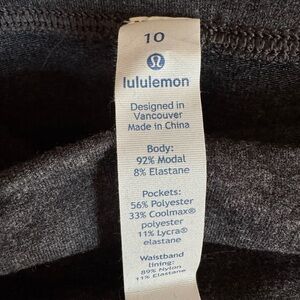 10
lululemon
Designed in
Vancouver
Made in China
Body:
92% Modal
8% Elastane
Pockets:
56% Polyester
33% Coolmax®
polyester
11% Lycra®
elastane
Waistband
lining:
89% Nylon
11% Elastane